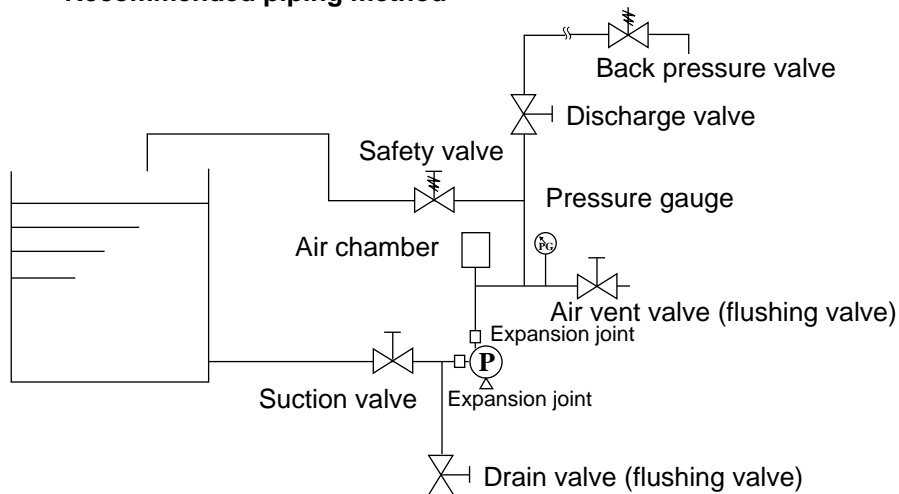 Recommended piping method
Back pressure valve
Discharge valve
Safety valve
Pressure gauge
Air chamber
PG
Air vent valve (flushing valve)
Expansion joint
P
Suction valve
Expansion joint
Drain valve (flushing valve)